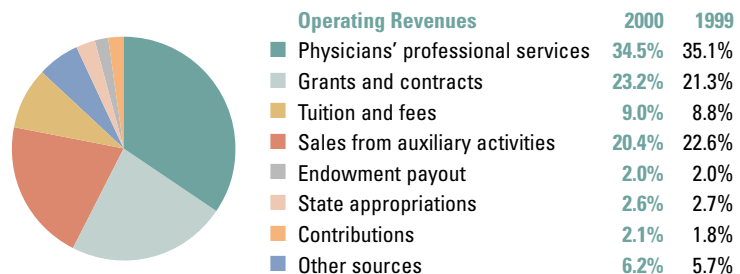 Operating Revenues 2000 1999
Physicians’ professional services 34.5% 35.1%
Grants and contracts 23.2% 21.3%
Tuition and fees 9.0% 8.8%
Sales from auxiliary activities 20.4% 22.6%
Endowment payout 2.0% 2.0%
State appropriations 2.6% 2.7%
Contributions 2.1% 1.8%
Other sources 6.2% 5.7%